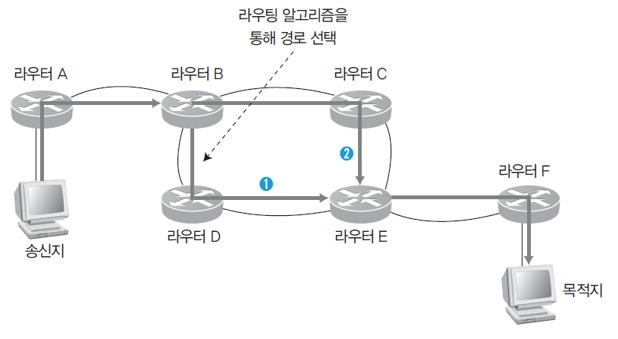 라우팅 알고리즘을
통해 경로 선택
라우터 A
라우터 B
라우터 C
1
2
라우터 D
라우터 E
라우터 F
송신지
목적지